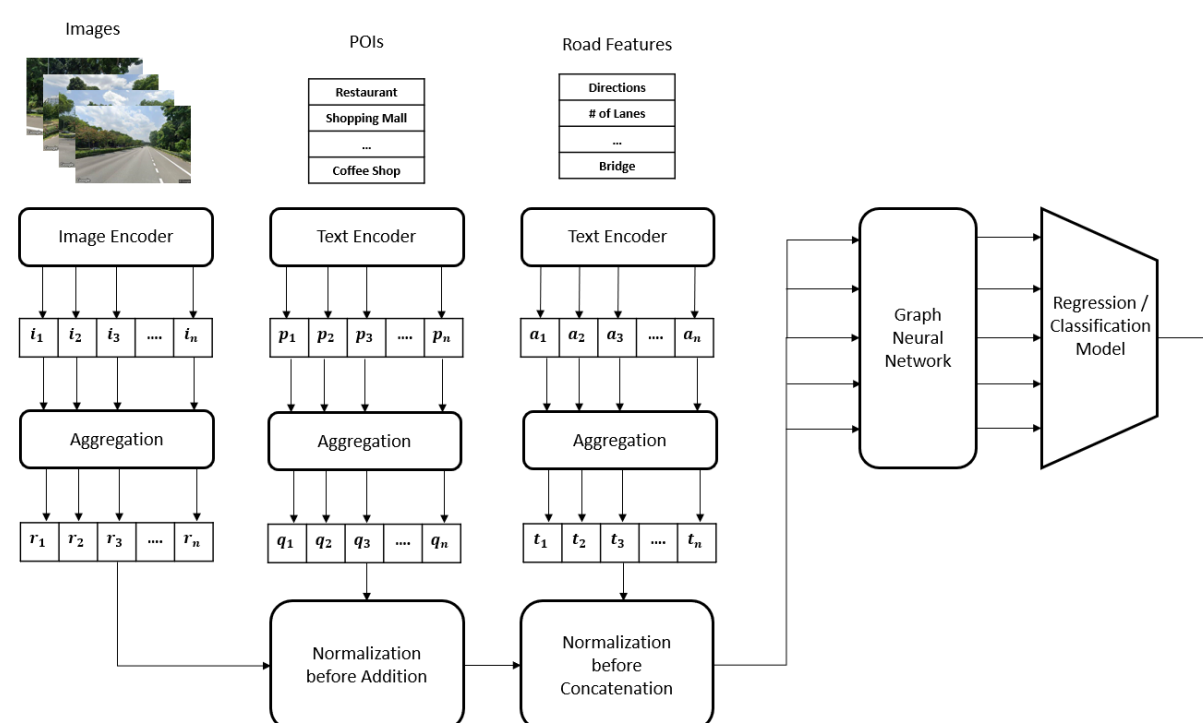 Images
POIs
Road Features
Restaurant
Shopping Mall
...
Coffee Shop
Directions
# of Lanes
...
Bridge
Image Encoder
Text Encoder
Text Encoder
i₁ i₂ i₃ .... iₙ
p₁ p₂ p₃ .... pₙ
a₁ a₂ a₃ .... aₙ
Aggregation
Aggregation
Aggregation
r₁ r₂ r₃ .... rₙ
q₁ q₂ q₃ .... qₙ
t₁ t₂ t₃ .... tₙ
Normalization
before Addition
Normalization
before
Concatenation
Graph
Neural
Network
Regression /
Classification
Model